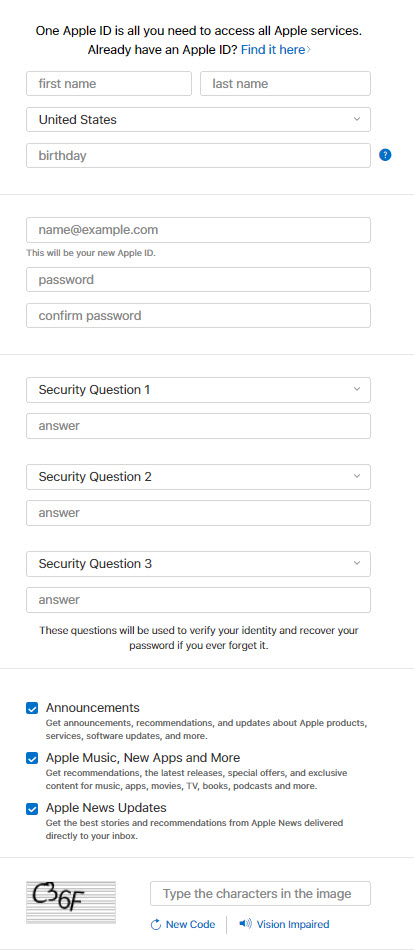 One Apple ID is all you need to access all Apple services.
Already have an Apple ID? Find it here
first name last name
United States
birthday ?
name@example.com
This will be your new Apple ID.
password
confirm password
Security Question 1
answer
Security Question 2
answer
Security Question 3
answer
These questions will be used to verify your identity and recover your
password if you ever forget it.
Announcements
Get announcements, recommendations, and updates about Apple products,
services, software updates, and more.
Apple Music, New Apps and More
Get recommendations, the latest releases, special offers, and exclusive
content for music, apps, movies, TV, books, podcasts and more.
Apple News Updates
Get the best stories and recommendations from Apple News delivered
directly to your inbox.
C36F
Type the characters in the image
New Code Vision Impaired